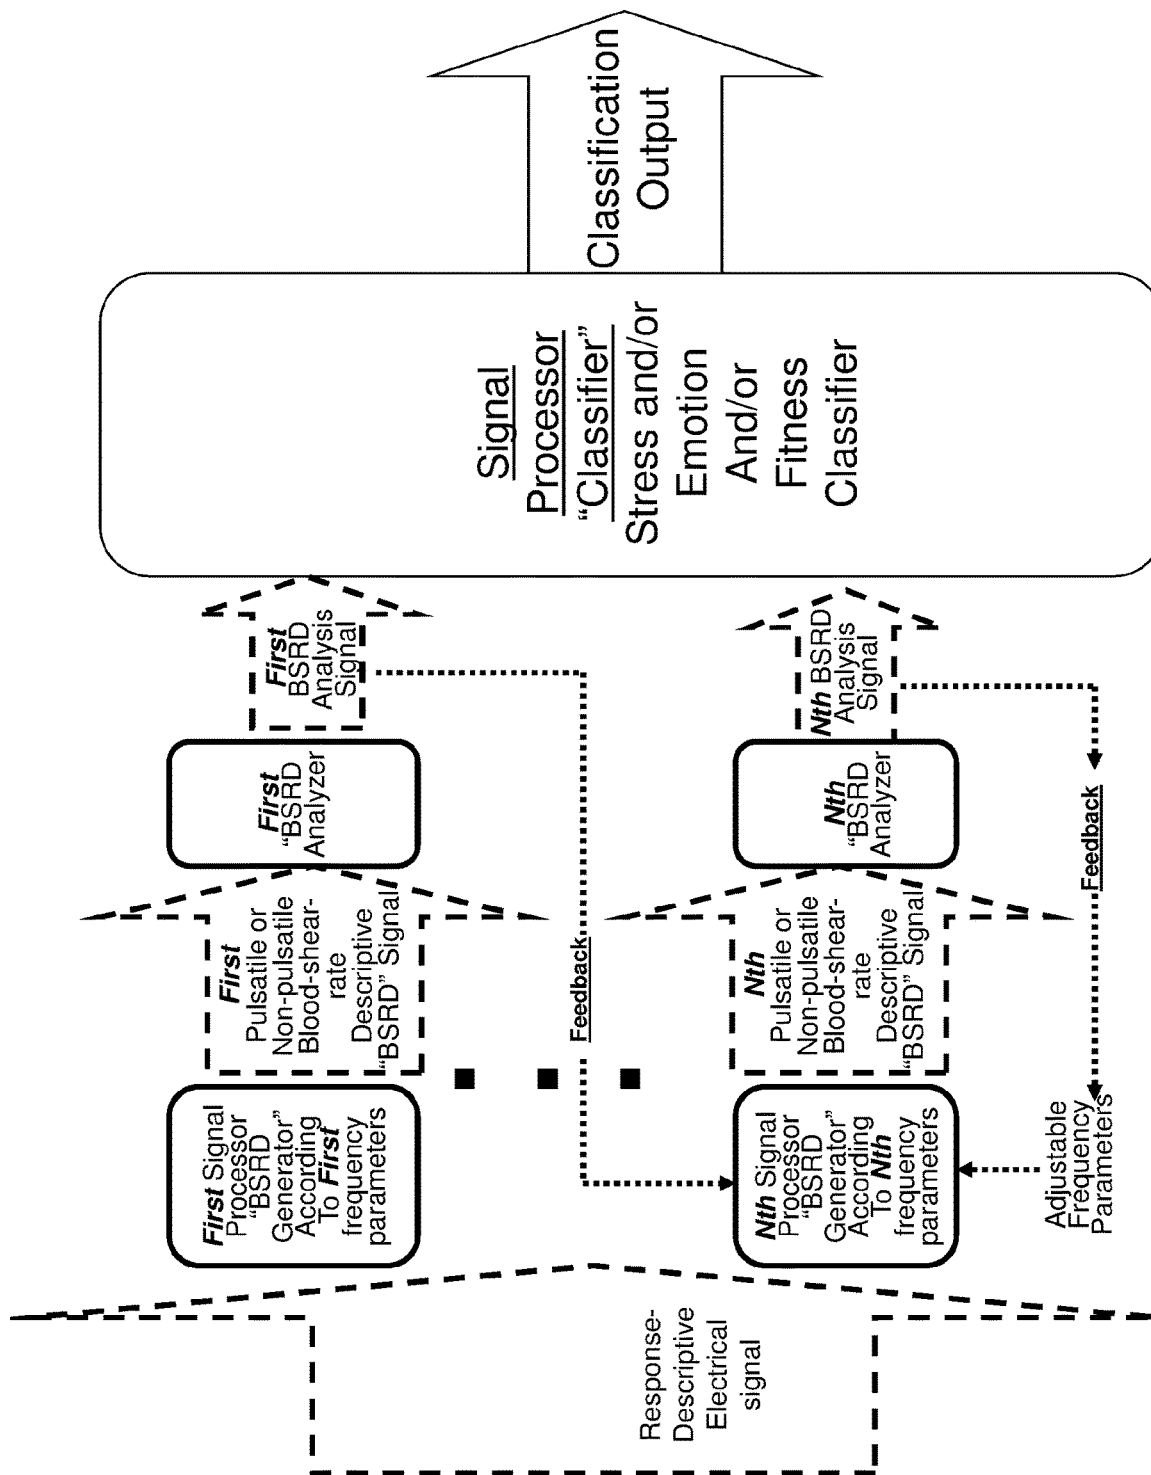 Response-
Descriptive
Electrical
signal
First Signal
Processor
“BSRD
Generator”
According
To First
frequency
parameters
First
Pulsatile or
Non-pulsatile
Blood-shear-
rate
Descriptive
“BSRD” Signal
First
“BSRD
Analyzer
First
BSRD
Analysis
Signal
Feedback
Nth Signal
Processor
“BSRD
Generator”
According
To Nth
frequency
parameters
Nth
Pulsatile or
Non-pulsatile
Blood-shear-
rate
Descriptive
“BSRD” Signal
Nth
“BSRD
Analyzer
Nth BSRD
Analysis
Signal
Feedback
Adjustable
Frequency
Parameters
Signal
Processor
“Classifier”
Stress and/or
Emotion
And/or
Fitness
Classifier
Classification
Output